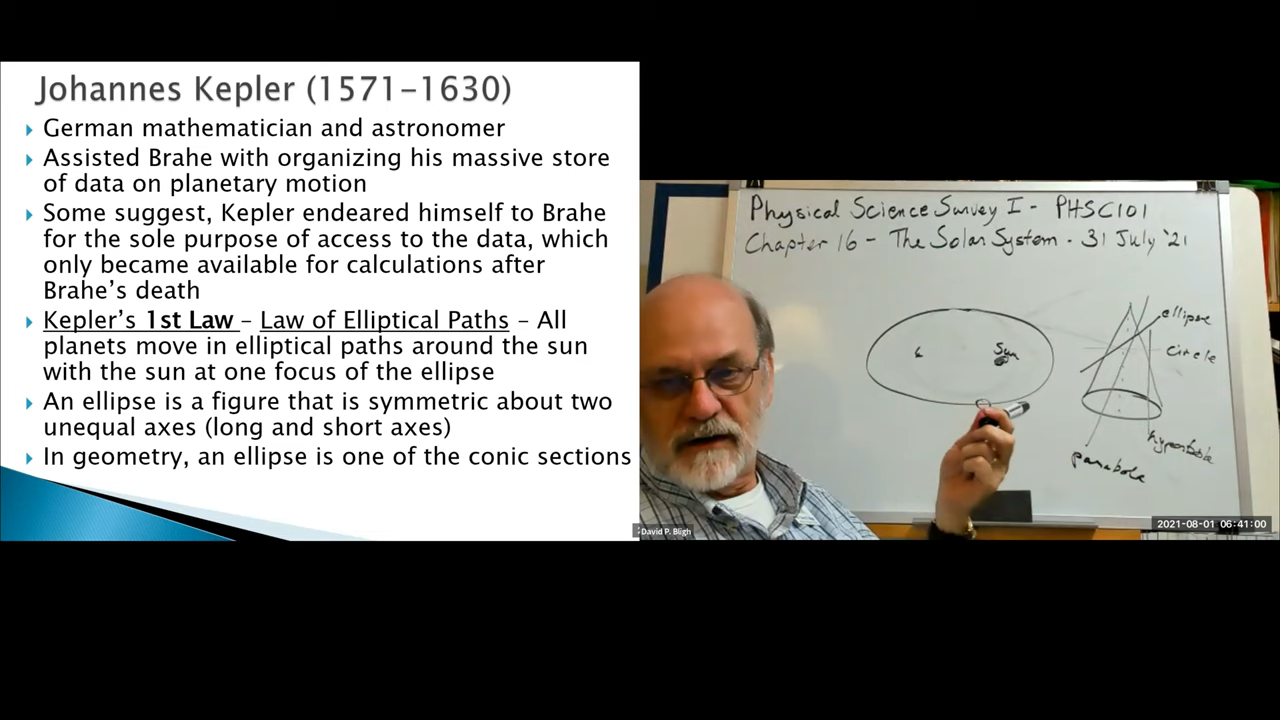 Johannes Kepler (1571-1630)
German mathematician and astronomer
Assisted Brahe with organizing his massive store
of data on planetary motion
Some suggest, Kepler endeared himself to Brahe
for the sole purpose of access to the data, which
only became available for calculations after
Brahe's death
Kepler's 1st Law – Law of Elliptical Paths – All
planets move in elliptical paths around the sun
with the sun at one focus of the ellipse
An ellipse is a figure that is symmetric about two
unequal axes (long and short axes)
In geometry, an ellipse is one of the conic sections
Physical Science Survey I - PHSC101
Chapter 16 - The Solar System - 31 July '21
ellipse
Sun
circle
hyperbola
parabola
David P. Bligh
2021-08-01 06:41:00